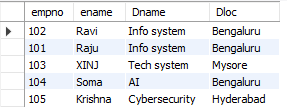 empno ename Dname Dloc
102 Ravi Info system Bengaluru
101 Raju Info system Bengaluru
103 XINJ Tech system Mysore
104 Soma AI Bengaluru
105 Krishna Cybersecurity Hyderabad